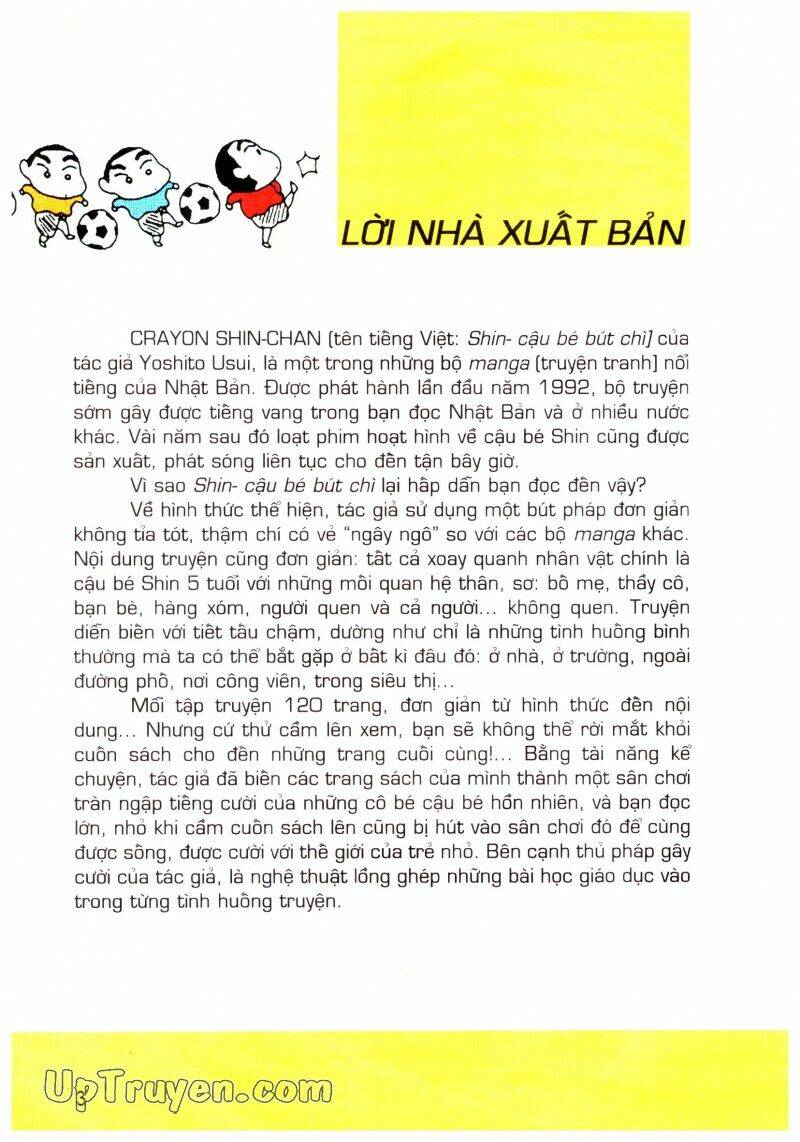 LỜI NHÀ XUẤT BẢN
CRAYON SHIN-CHAN (tên tiếng Việt: Shin- cậu bé bút chì] của
tác giả Yoshito Usui, là một trong những bộ manga (truyện tranh] nổi
tiếng của Nhật Bản. Được phát hành lần đầu năm 1992, bộ truyện
sớm gây được tiếng vang trong bạn đọc Nhật Bản và ở nhiều nước
khác. Vài năm sau đó loạt phim hoạt hình về cậu bé Shin cũng được
sản xuất, phát sóng liên tục cho đến tận bây giờ.
Vì sao Shin- cậu bé bút chì lại hấp dẫn bạn đọc đến vậy?
Về hình thức thể hiện, tác giả sử dụng một bút pháp đơn giản
không tỉa tót, thậm chí có vẻ “ngây ngô” so với các bộ manga khác.
Nội dung truyện cũng đơn giản: tất cả xoay quanh nhân vật chính là
cậu bé Shin 5 tuổi với những mối quan hệ thân, sơ: bố mẹ, thầy cô,
bạn bè, hàng xóm, người quen và cả người... không quen. Truyện
diễn biến với tiết tấu chậm, dường như chỉ là những tình huống bình
thường mà ta có thể bắt gặp ở bất kì đâu đó: ở nhà, ở trường, ngoài
đường phố, nơi công viên, trong siêu thị...
Mỗi tập truyện 120 trang, đơn giản từ hình thức đến nội
dung... Nhưng cứ thử cầm lên xem, bạn sẽ không thể rời mắt khỏi
cuốn sách cho đến những trang cuối cùng!... Bằng tài năng kể
chuyện, tác giả đã biến các trang sách của mình thành một sân chơi
tràn ngập tiếng cười của những cô bé cậu bé hồn nhiên, và bạn đọc
lớn, nhỏ khi cầm cuốn sách lên cũng bị hút vào sân chơi đó để cùng
được sống, được cười với thế giới của trẻ nhỏ. Bên cạnh thủ pháp gây
cười của tác giả, là nghệ thuật lồng ghép những bài học giáo dục vào
trong từng tình huống truyện.
UpTruyen.com